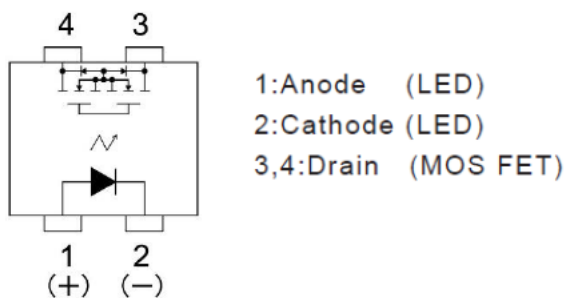 4 3
1:Anode (LED)
2:Cathode (LED)
3,4:Drain (MOS FET)
1 2
(+) (−)